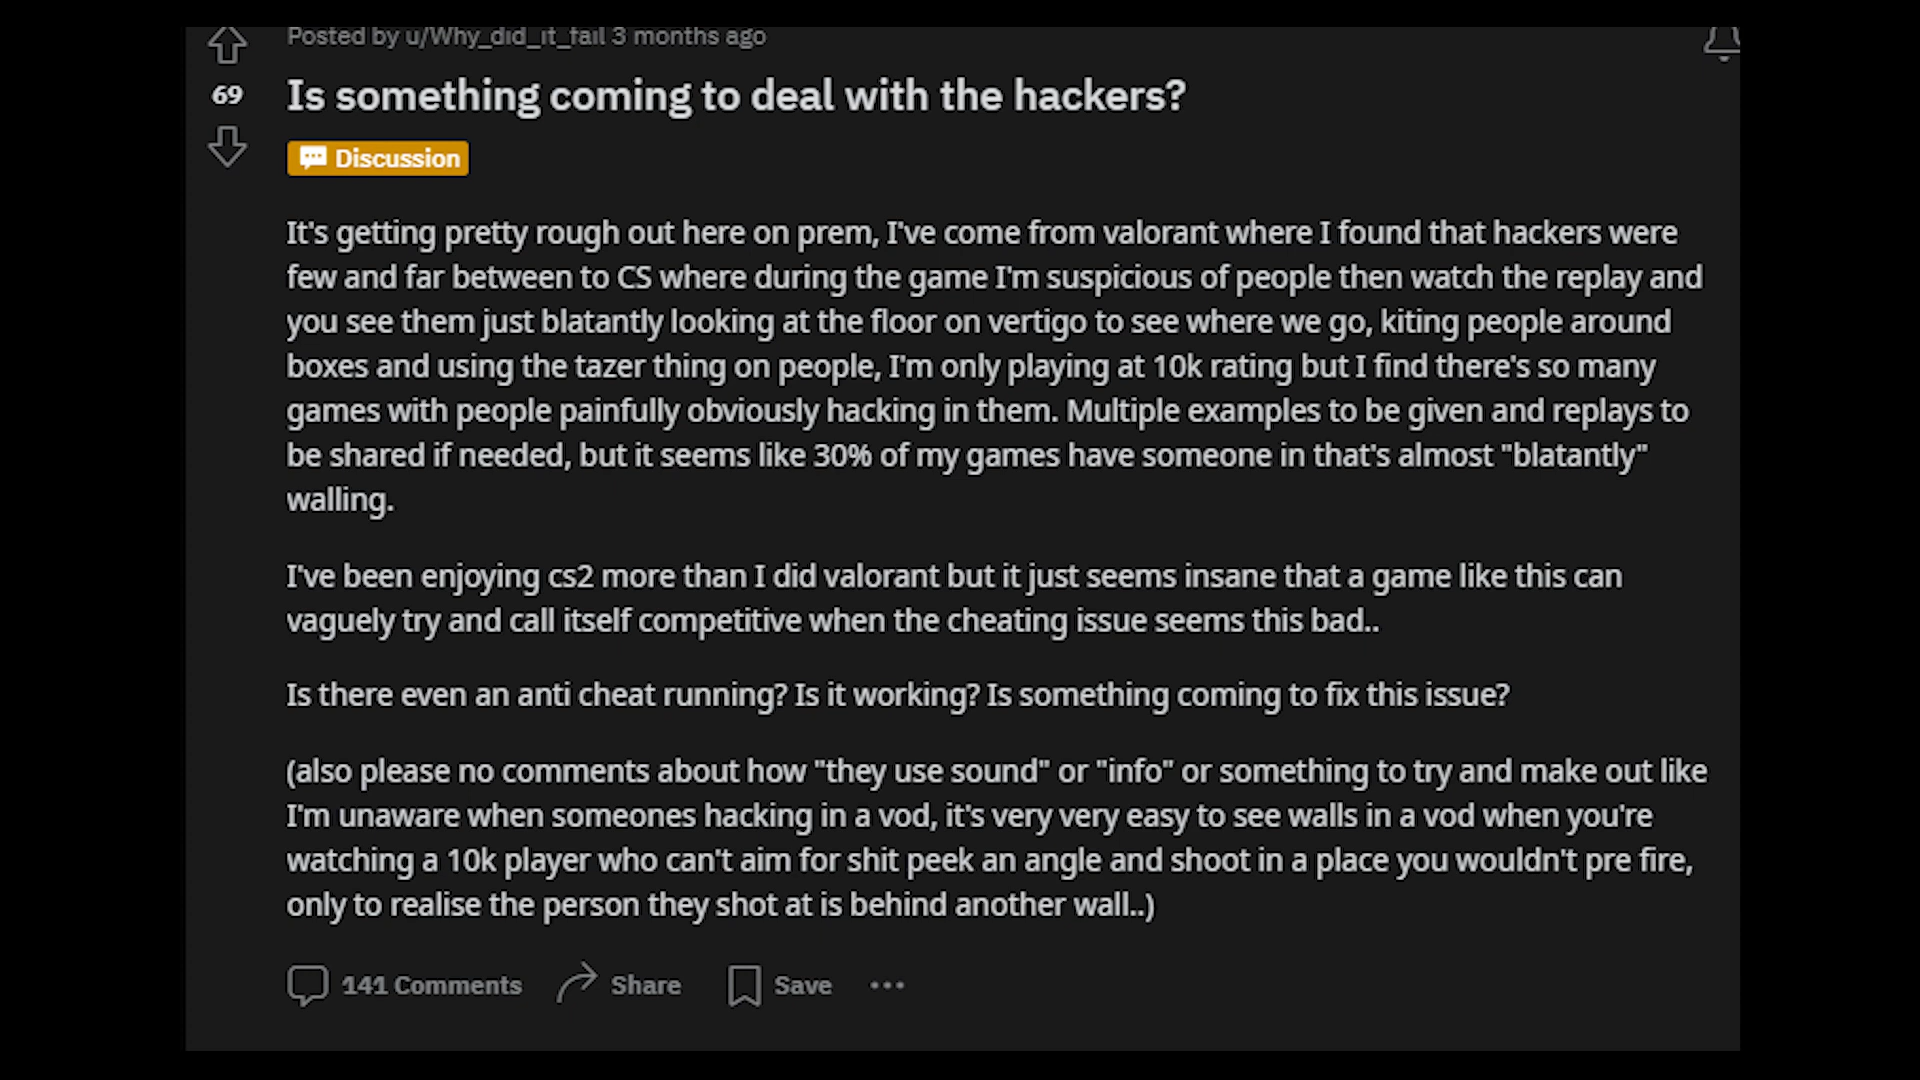 Posted by u/Why_did_it_fail 3 months ago
69
Is something coming to deal with the hackers?
Discussion
It's getting pretty rough out here on prem, I've come from valorant where I found that hackers were
few and far between to CS where during the game I'm suspicious of people then watch the replay and
you see them just blatantly looking at the floor on vertigo to see where we go, kiting people around
boxes and using the tazer thing on people, I'm only playing at 10k rating but I find there's so many
games with people painfully obviously hacking in them. Multiple examples to be given and replays to
be shared if needed, but it seems like 30% of my games have someone in that's almost "blatantly"
walling.
I've been enjoying cs2 more than I did valorant but it just seems insane that a game like this can
vaguely try and call itself competitive when the cheating issue seems this bad..
Is there even an anti cheat running? Is it working? Is something coming to fix this issue?
(also please no comments about how "they use sound" or "info" or something to try and make out like
I'm unaware when someones hacking in a vod, it's very very easy to see walls in a vod when you're
watching a 10k player who can't aim for shit peek an angle and shoot in a place you wouldn't pre fire,
only to realise the person they shot at is behind another wall..)
141 Comments Share Save